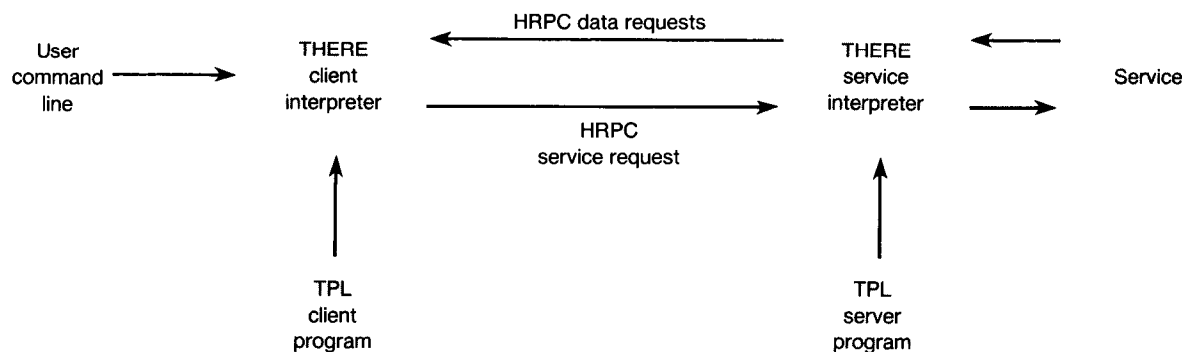 HRPC data requests
User
command
line
THERE
client
interpreter
THERE
service
interpreter
Service
HRPC
service request
TPL
client
program
TPL
server
program